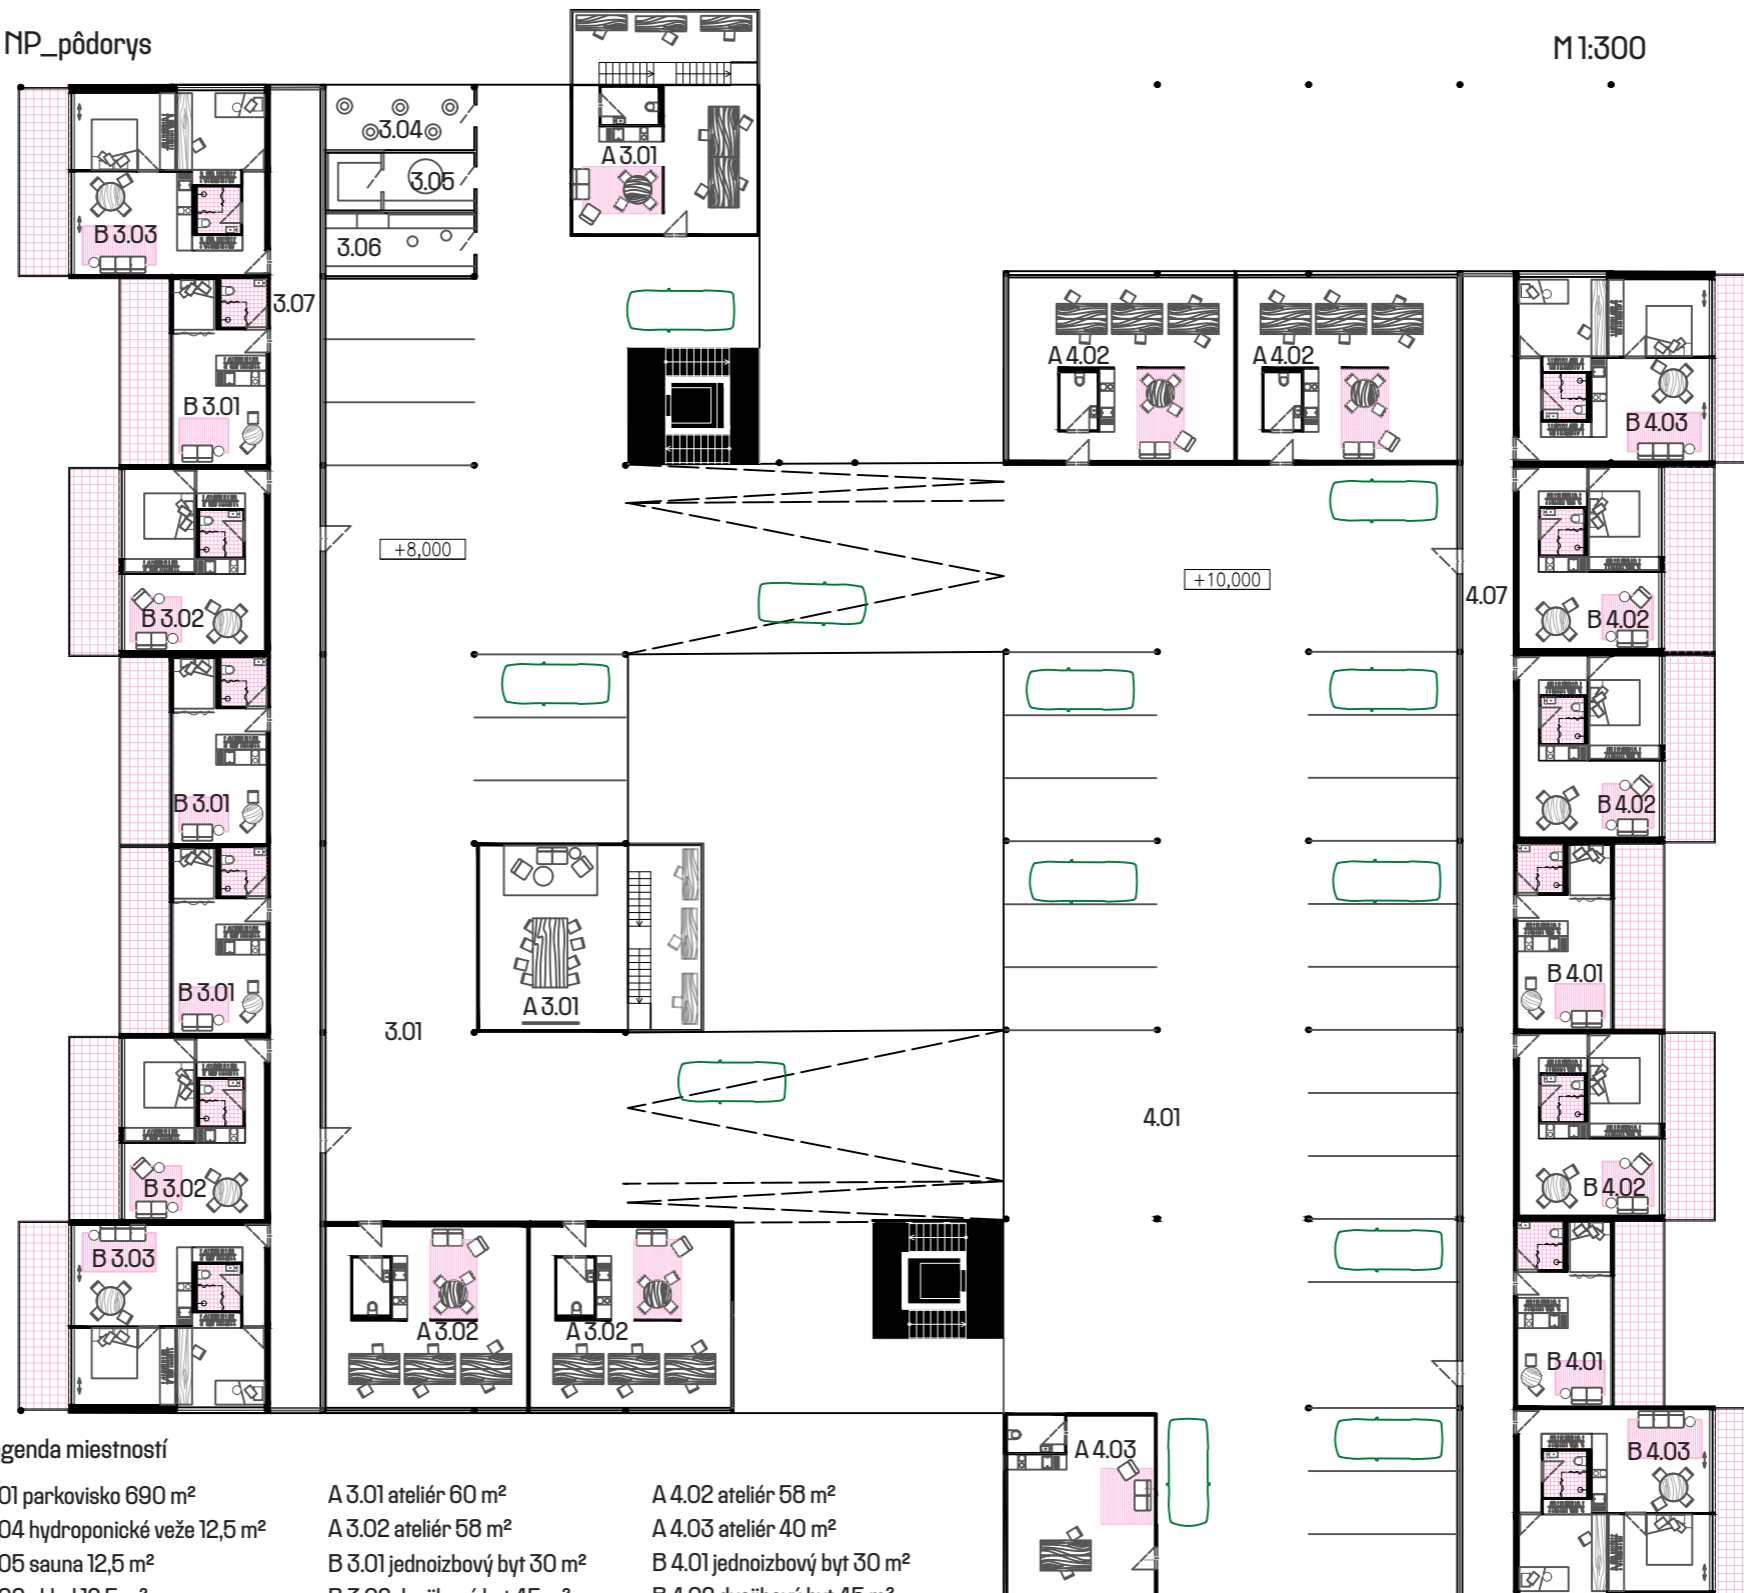 NP_pôdorys
M 1:300
3.04
A 3.01
3.05
B 3.03
3.06
3.07
A 4.02
A 4.02
B 3.01
B 4.03
+8,000
+10,000
4.07
B 3.02
B 4.02
B 3.01
B 4.02
B 4.01
B 3.01
A 3.01
3.01
4.01
B 3.02
B 4.02
B 3.03
A 3.02
A 3.02
B 4.01
A 4.03
B 4.03
genda miestností
01 parkovisko 690 m²
A 3.01 ateliér 60 m²
A 4.02 ateliér 58 m²
04 hydroponické veže 12,5 m²
A 3.02 ateliér 58 m²
A 4.03 ateliér 40 m²
05 sauna 12,5 m²
B 3.01 jednoizbový byt 30 m²
B 4.01 jednoizbový byt 30 m²